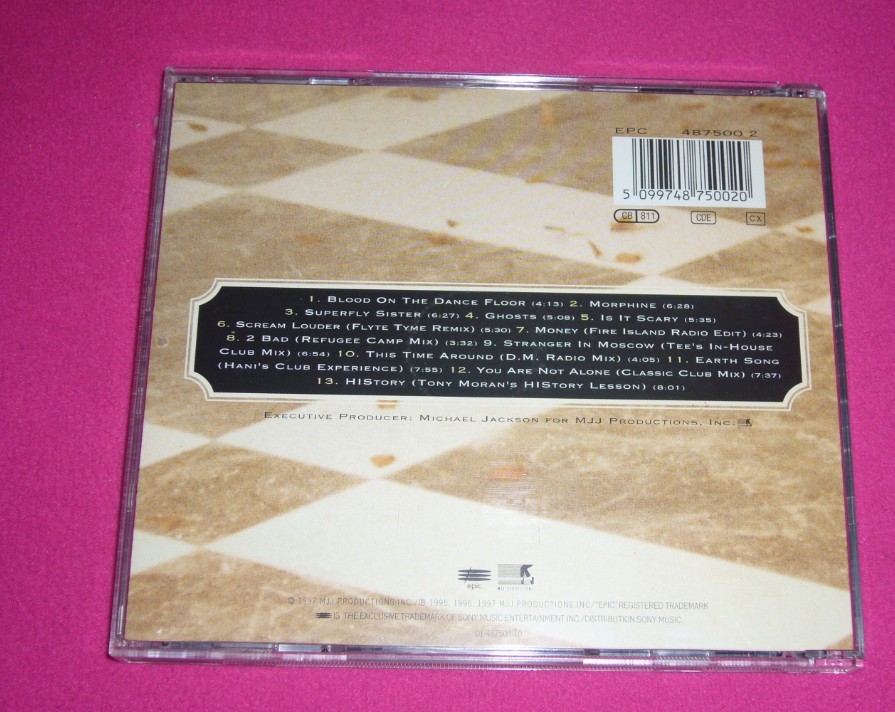 EPC 487500 2
5 099748 750020
GB 811 CDE CX
1. BLOOD ON THE DANCE FLOOR (4:13) 2. MORPHINE (6:28)
3. SUPERFLY SISTER (6:27) 4. GHOSTS (5:08) 5. IS IT SCARY (5:35)
6. SCREAM LOUDER (FLYTE TYME REMIX) (5:30) 7. MONEY (FIRE ISLAND RADIO EDIT) (4:23)
8. 2 BAD (REFUGEE CAMP MIX) (3:32) 9. STRANGER IN MOSCOW (TEE'S IN-HOUSE
CLUB MIX) (6:54) 10. THIS TIME AROUND (D.M. RADIO MIX) (4:05) 11. EARTH SONG
(HANI'S CLUB EXPERIENCE) (7:55) 12. YOU ARE NOT ALONE (CLASSIC CLUB MIX) (7:37)
13. HISTORY (TONY MORAN'S HISTORY LESSON) (8:01)
EXECUTIVE PRODUCER: MICHAEL JACKSON FOR MJJ PRODUCTIONS, INC.
epic
© 1997 MJJ PRODUCTIONS INC./℗ 1995, 1996, 1997 MJJ PRODUCTIONS INC./"EPIC" REGISTERED TRADEMARK
IS THE EXCLUSIVE TRADEMARK OF SONY MUSIC ENTERTAINMENT INC./DISTRIBUTION SONY MUSIC